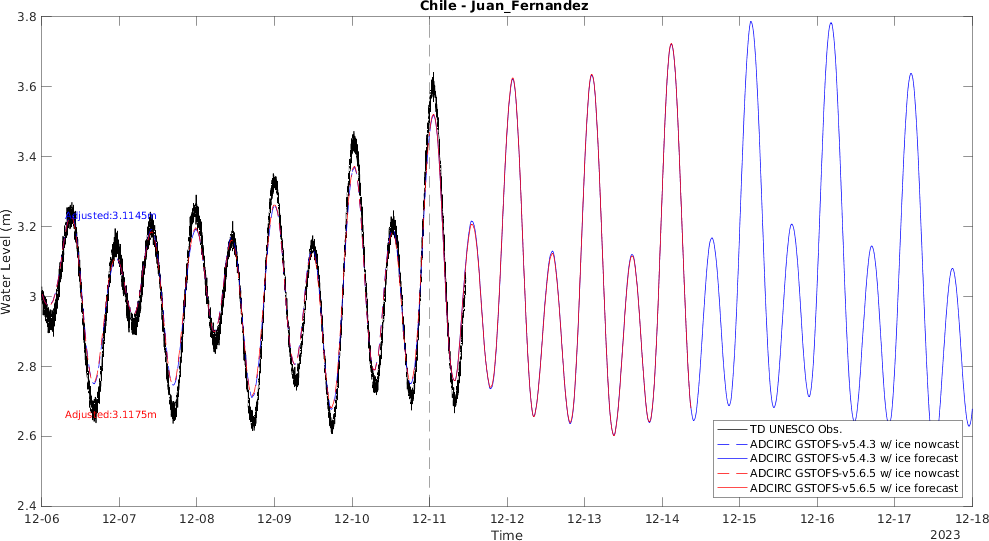 Chile - Juan_Fernandez
3.8
3.6
3.4
3.2
3
2.8
2.6
2.4
Water Level (m)
Adjusted:3.1145m
Adjusted:3.1175m
TD UNESCO Obs.
ADCIRC GSTOFS-v5.4.3 w/ ice nowcast
ADCIRC GSTOFS-v5.4.3 w/ ice forecast
ADCIRC GSTOFS-v5.6.5 w/ ice nowcast
ADCIRC GSTOFS-v5.6.5 w/ ice forecast
12-06 12-07 12-08 12-09 12-10 12-11 12-12 12-13 12-14 12-15 12-16 12-17 12-18
Time
2023